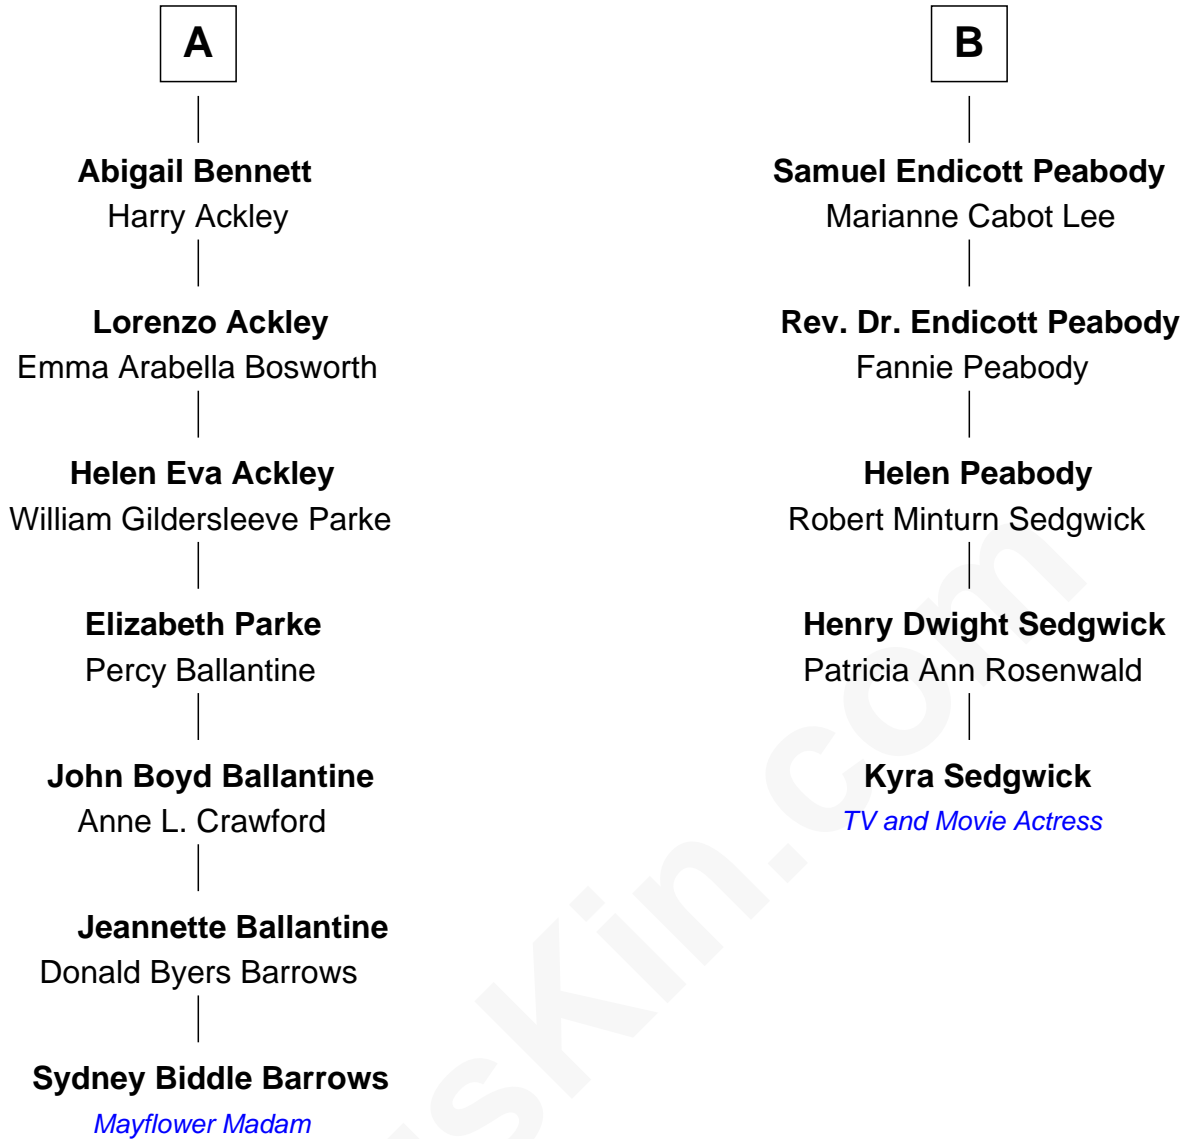 A
Abigail Bennett
Harry Ackley
Lorenzo Ackley
Emma Arabella Bosworth
Helen Eva Ackley
William Gildersleeve Parke
Elizabeth Parke
Percy Ballantine
John Boyd Ballantine
Anne L. Crawford
Jeannette Ballantine
Donald Byers Barrows
Sydney Biddle Barrows
Mayflower Madam
B
Samuel Endicott Peabody
Marianne Cabot Lee
Rev. Dr. Endicott Peabody
Fannie Peabody
Helen Peabody
Robert Minturn Sedgwick
Henry Dwight Sedgwick
Patricia Ann Rosenwald
Kyra Sedgwick
TV and Movie Actress